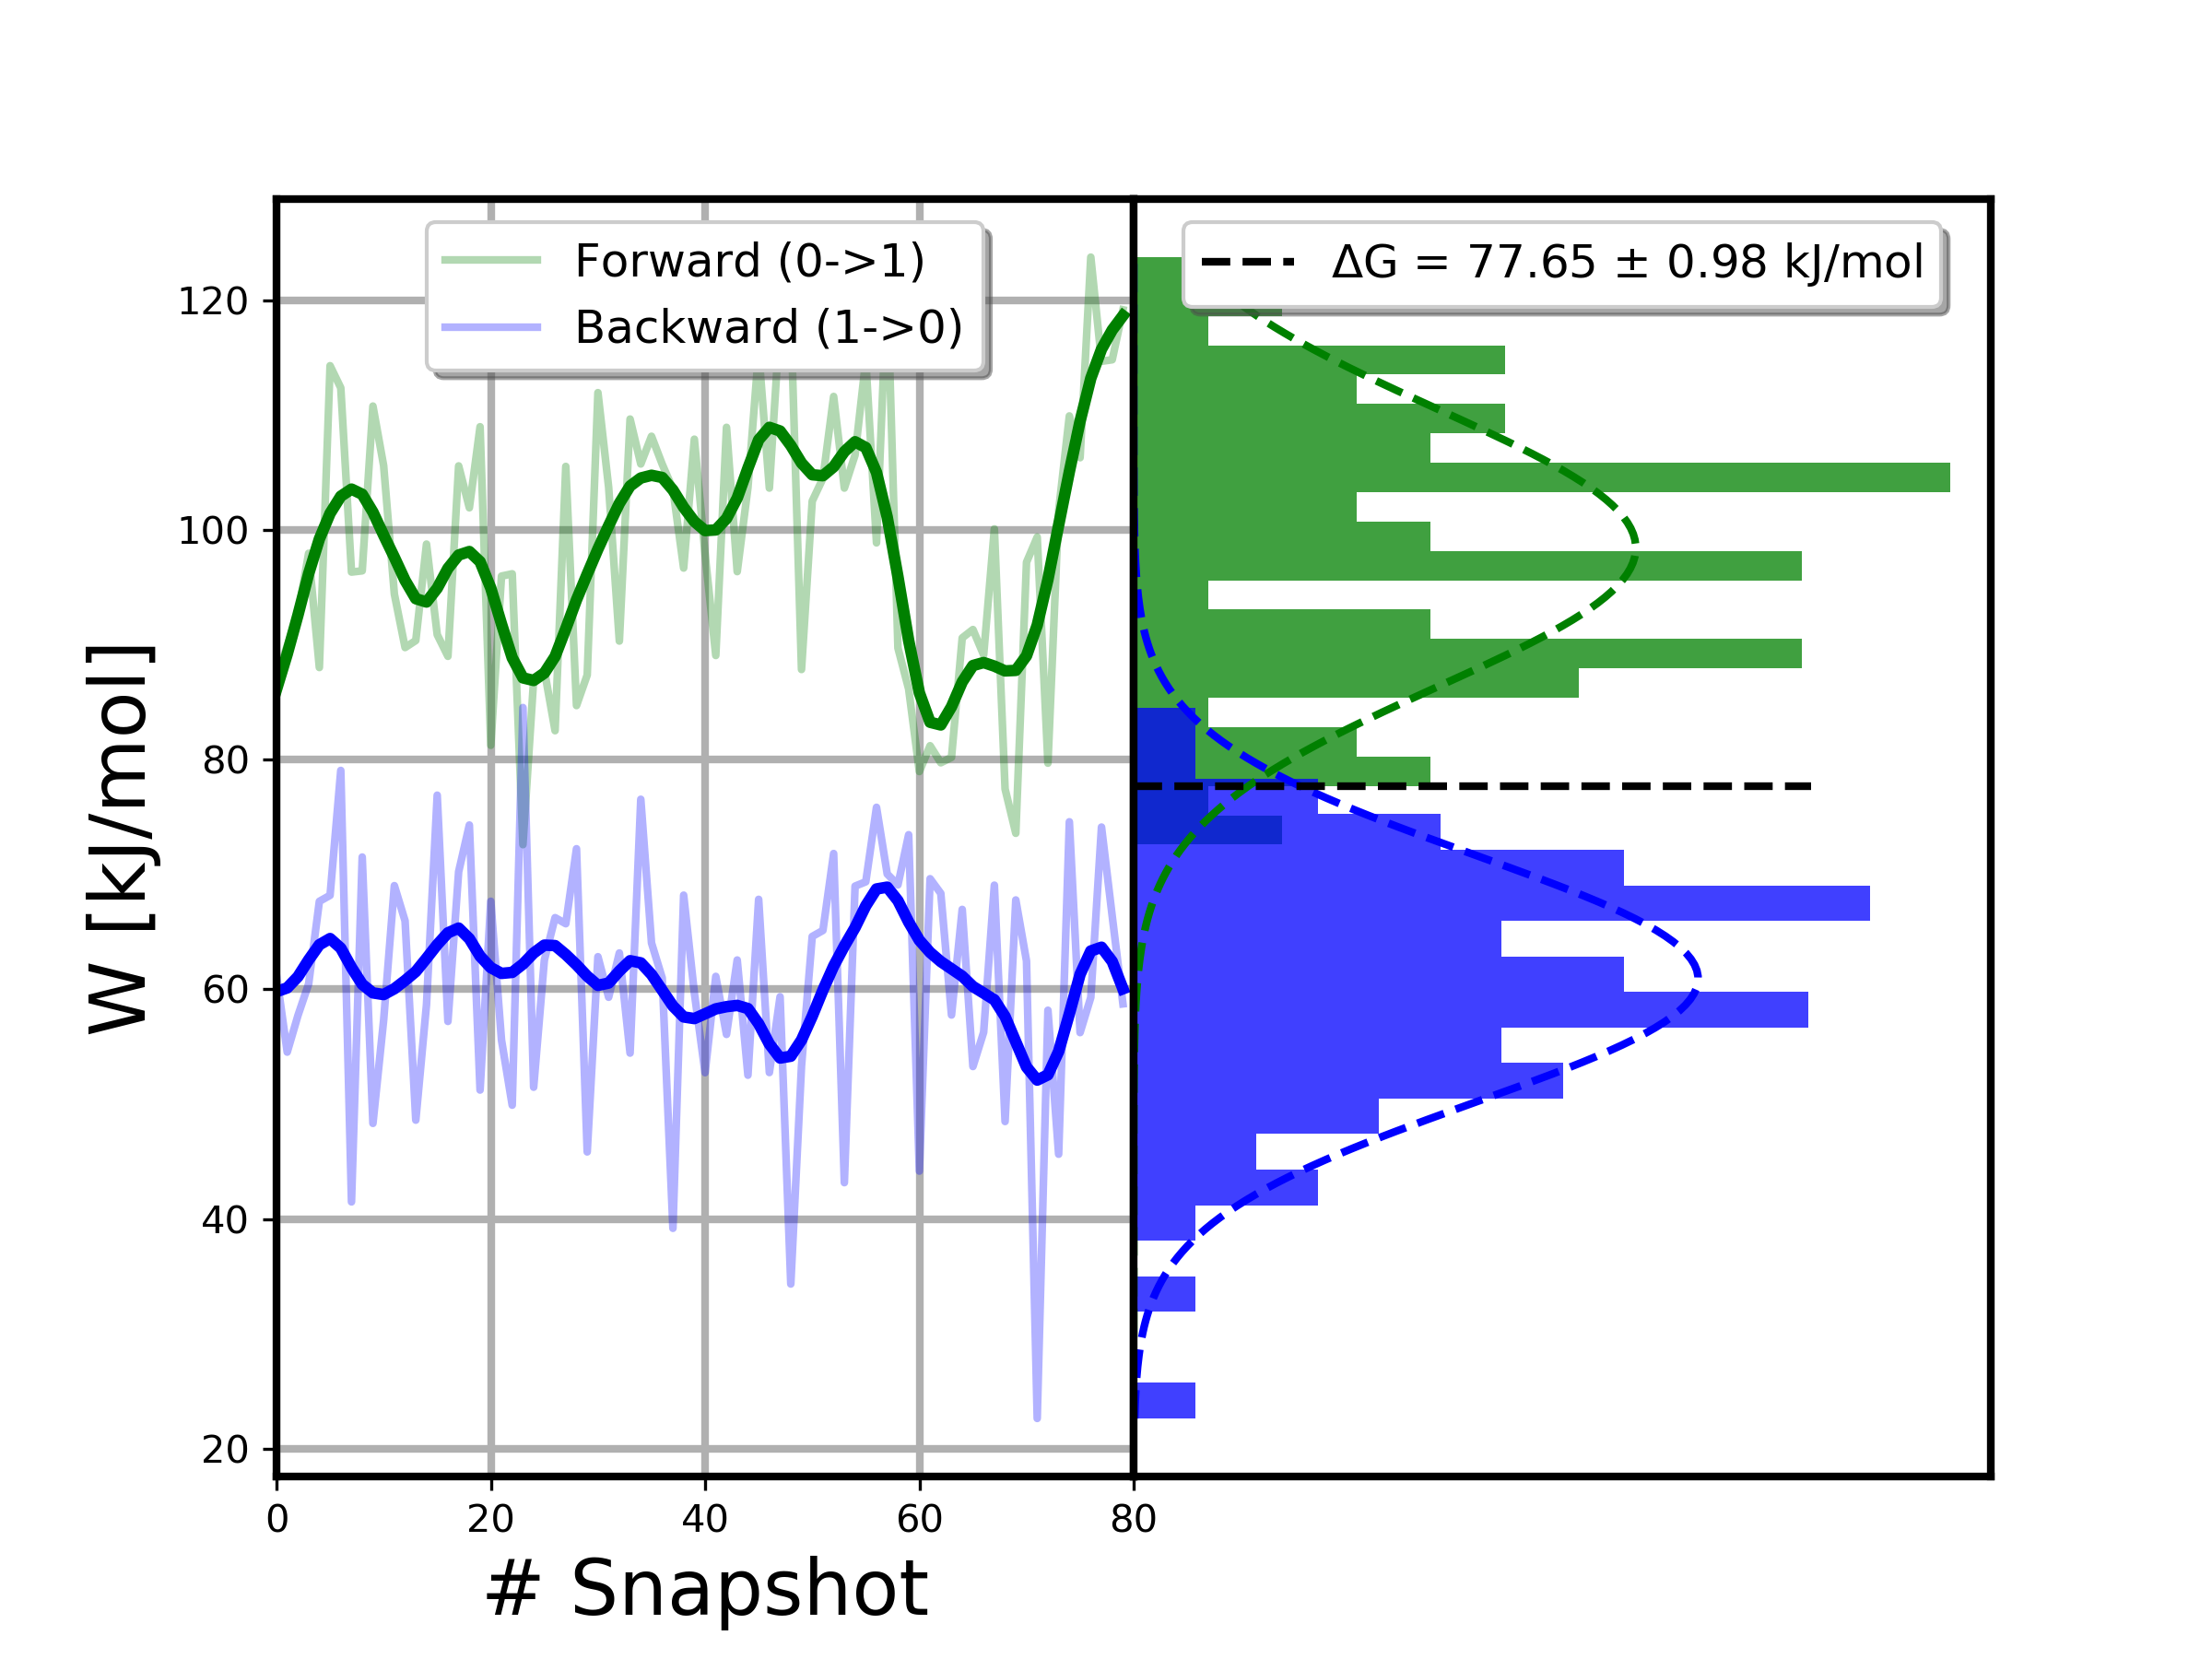 Forward (0->1)
Backward (1->0)
ΔG = 77.65 ± 0.98 kJ/mol
W [kJ/mol]
120
100
80
60
40
20
0 20 40 60 80
# Snapshot